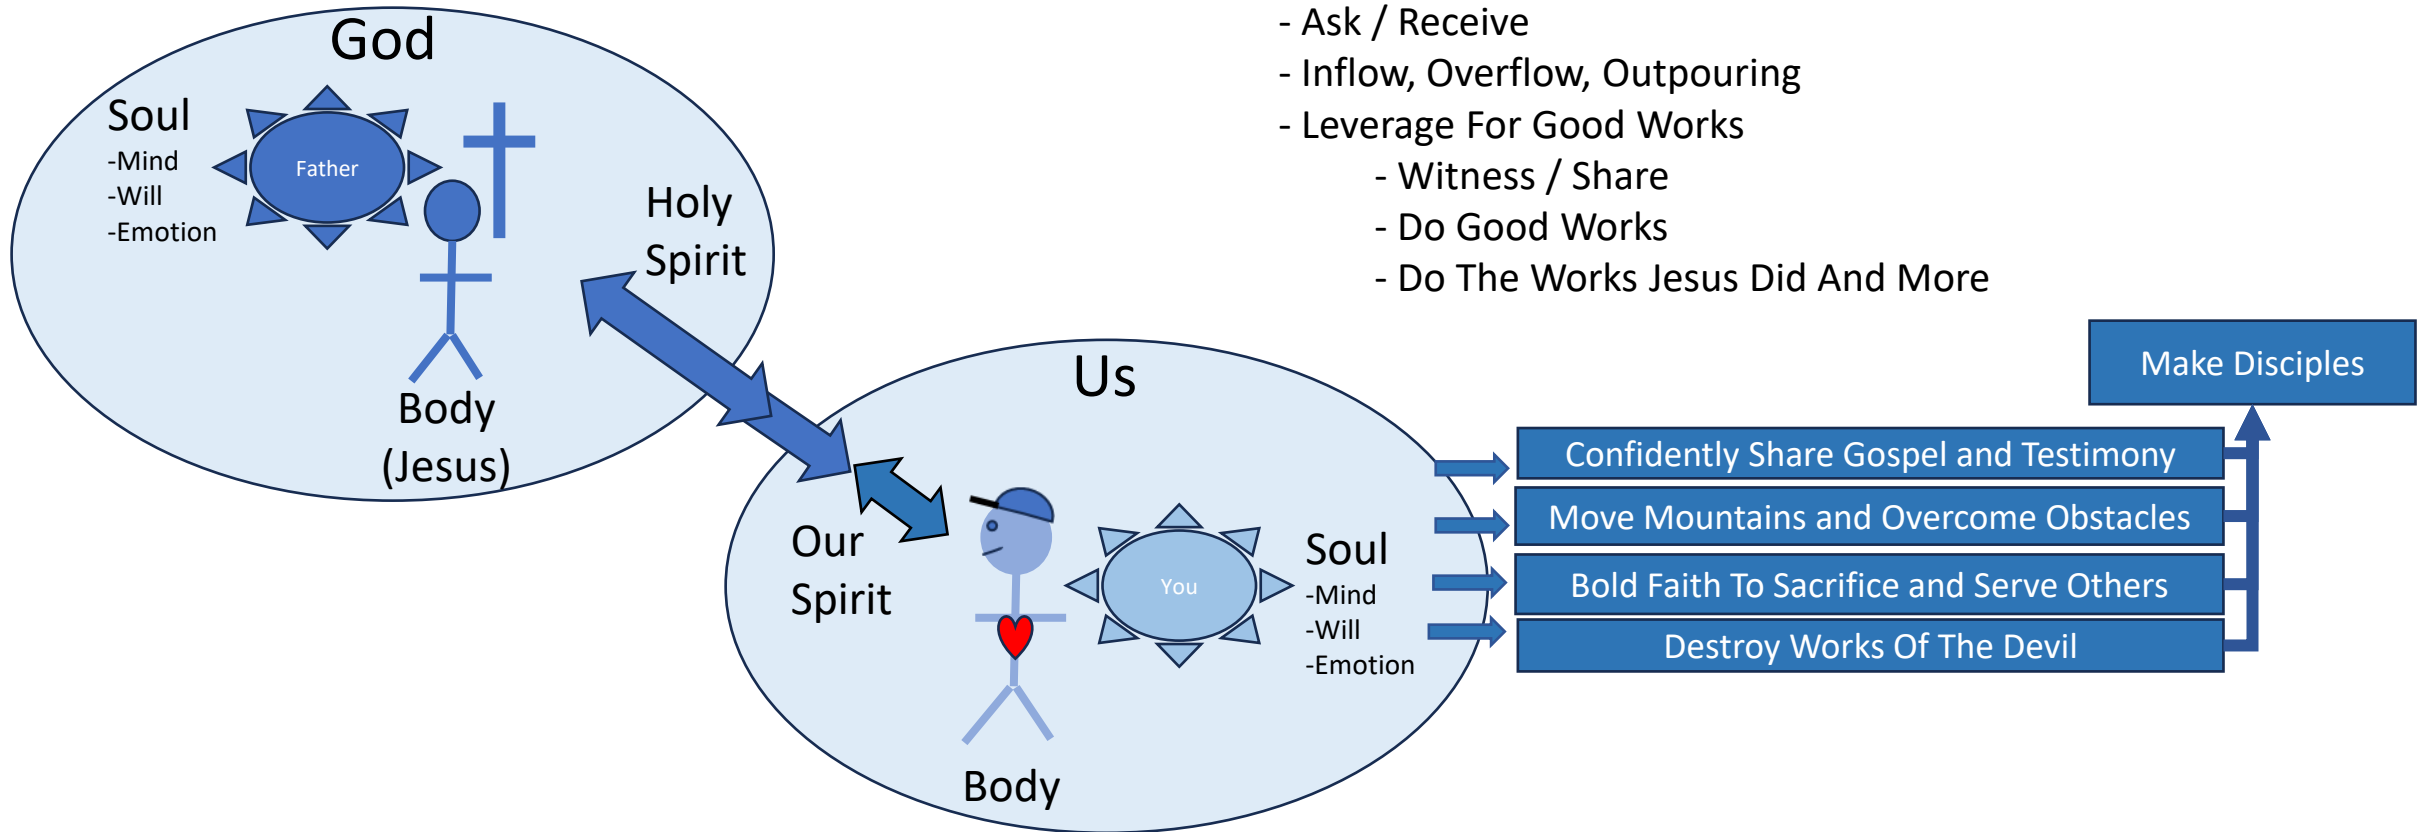 God
Soul
-Mind
-Will
-Emotion
Father
Holy
Spirit
Body
(Jesus)
- Ask / Receive
- Inflow, Overflow, Outpouring
- Leverage For Good Works
- Witness / Share
- Do Good Works
- Do The Works Jesus Did And More
Us
Our
Spirit
You
Soul
-Mind
-Will
-Emotion
Body
Make Disciples
Confidently Share Gospel and Testimony
Move Mountains and Overcome Obstacles
Bold Faith To Sacrifice and Serve Others
Destroy Works Of The Devil